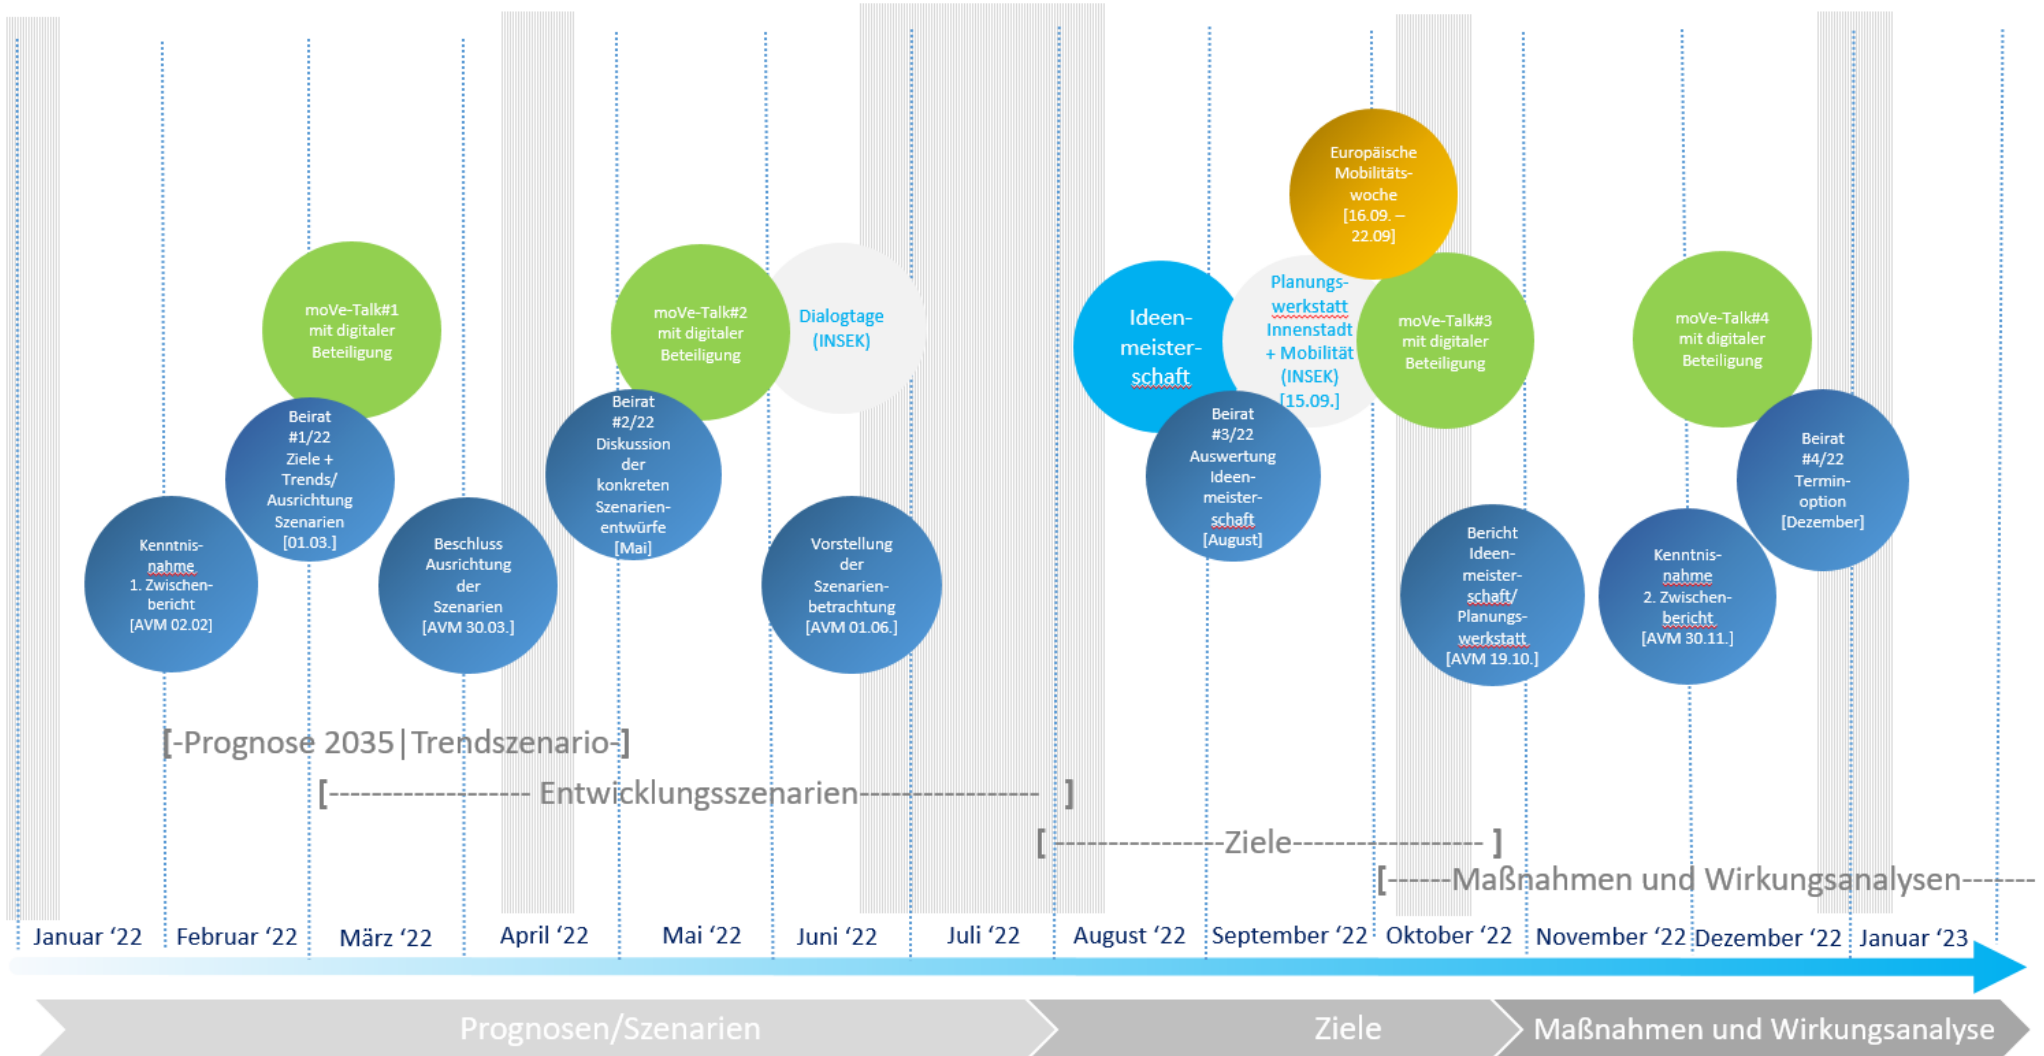 Europäische
Mobilitäts-
woche
[16.09. –
22.09]
moVe-Talk#1
mit digitaler
Beteiligung
moVe-Talk#2
mit digitaler
Beteiligung
Dialogtage
(INSEK)
Ideen-
meister-
schaft
Planungs-
werkstatt
Innenstadt
+ Mobilität
(INSEK)
[15.09.]
moVe-Talk#3
mit digitaler
Beteiligung
moVe-Talk#4
mit digitaler
Beteiligung
Beirat
#1/22
Ziele +
Trends/
Ausrichtung
Szenarien
[01.03.]
Beirat
#2/22
Diskussion
der
konkreten
Szenarien-
entwürfe
[Mai]
Beirat
#3/22
Auswertung
Ideen-
meister-
schaft
[August]
Beirat
#4/22
Termin-
option
[Dezember]
Kenntnis-
nahme
1. Zwischen-
bericht
[AVM 02.02]
Beschluss
Ausrichtung
der
Szenarien
[AVM 30.03.]
Vorstellung
der
Szenarien-
betrachtung
[AVM 01.06.]
Bericht
Ideen-
meister-
schaft/
Planungs-
werkstatt
[AVM 19.10.]
Kenntnis-
nahme
2. Zwischen-
bericht
[AVM 30.11.]
[-Prognose 2035|Trendszenario-]
[----------------- Entwicklungsszenarien--------------- ]
[ --------------Ziele---------------- ]
[------Maßnahmen und Wirkungsanalysen-------
Januar ‘22
Februar ‘22
März ‘22
April ‘22
Mai ‘22
Juni ‘22
Juli ‘22
August ‘22
September ‘22
Oktober ‘22
November ‘22
Dezember ‘22
Januar ‘23
Prognosen/Szenarien
Ziele
Maßnahmen und Wirkungsanalyse